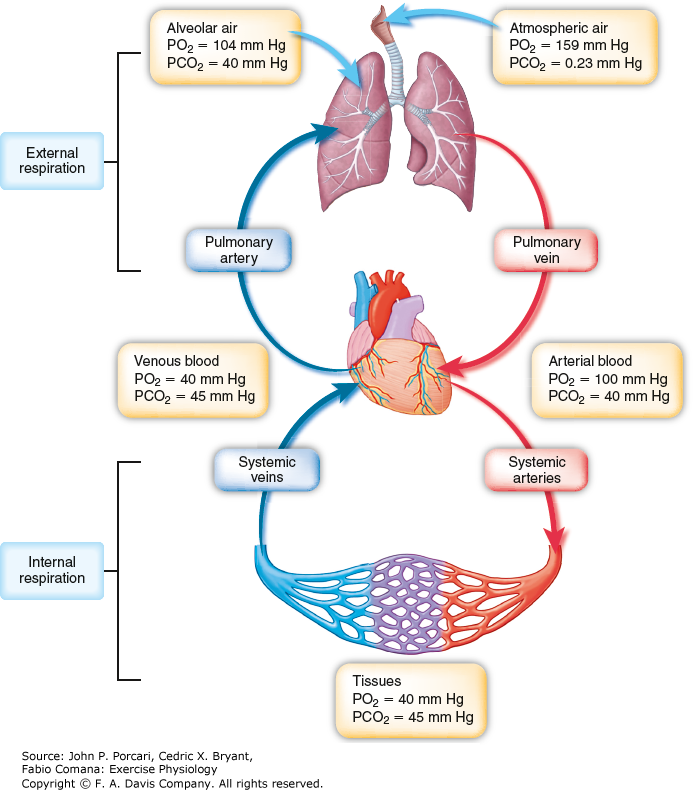 Alveolar air
PO₂ = 104 mm Hg
PCO₂ = 40 mm Hg
Atmospheric air
PO₂ = 159 mm Hg
PCO₂ = 0.23 mm Hg
External
respiration
Pulmonary
artery
Pulmonary
vein
Venous blood
PO₂ = 40 mm Hg
PCO₂ = 45 mm Hg
Arterial blood
PO₂ = 100 mm Hg
PCO₂ = 40 mm Hg
Systemic
veins
Systemic
arteries
Internal
respiration
Tissues
PO₂ = 40 mm Hg
PCO₂ = 45 mm Hg
Source: John P. Porcari, Cedric X. Bryant,
Fabio Comana: Exercise Physiology
Copyright © F. A. Davis Company. All rights reserved.